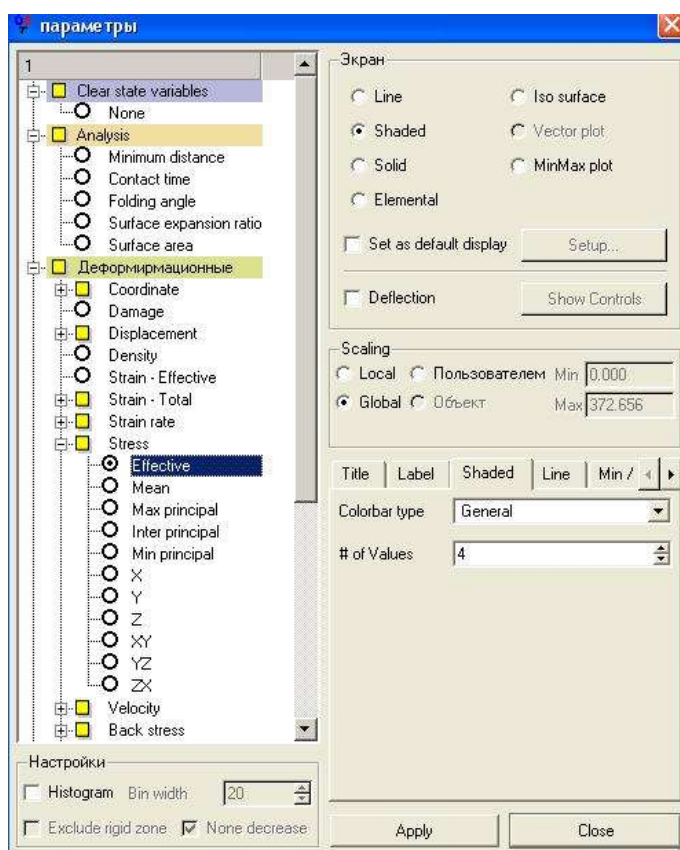 параметры
1
Clear state variables
None
Analysis
Minimum distance
Contact time
Folding angle
Surface expansion ratio
Surface area
Деформирмационные
Coordinate
Damage
Displacement
Density
Strain - Effective
Strain - Total
Strain rate
Stress
Effective
Mean
Max principal
Inter principal
Min principal
X
Y
Z
XY
YZ
ZX
Velocity
Back stress
Настройки
Histogram Bin width 20
Exclude rigid zone None decrease
Экран
Line Iso surface
Shaded Vector plot
Solid MinMax plot
Elemental
Set as default display Setup...
Deflection Show Controls
Scaling
Local Пользователем Min 0.000
Global Объект Max 372.656
Title Label Shaded Line Min /
Colorbar type General
# of Values 4
Apply Close